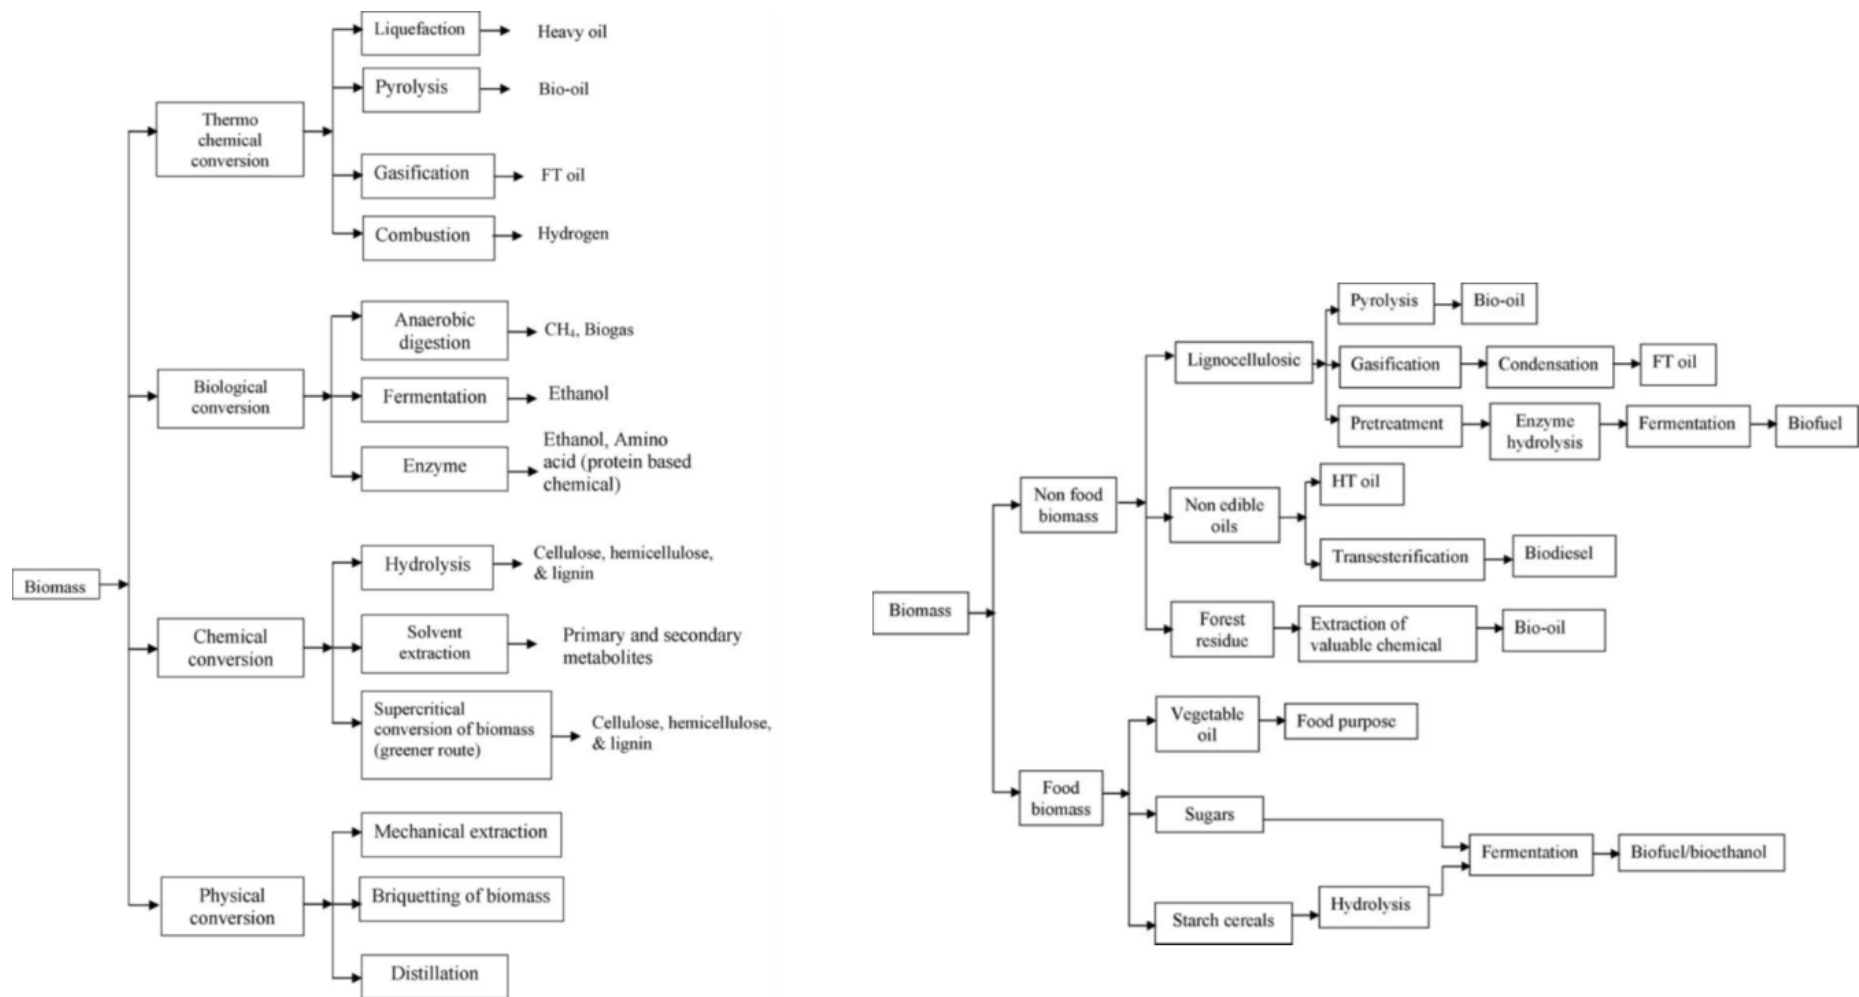 Biomass
Thermo
chemical
conversion
Liquefaction
Heavy oil
Pyrolysis
Bio-oil
Gasification
FT oil
Combustion
Hydrogen
Biological
conversion
Anaerobic
digestion
CH₄, Biogas
Fermentation
Ethanol
Enzyme
Ethanol, Amino
acid (protein based
chemical)
Chemical
conversion
Hydrolysis
Cellulose, hemicellulose,
& lignin
Solvent
extraction
Primary and secondary
metabolites
Supercritical
conversion of biomass
(greener route)
Cellulose, hemicellulose,
& lignin
Physical
conversion
Mechanical extraction
Briquetting of biomass
Distillation
Biomass
Non food
biomass
Lignocellulosic
Pyrolysis
Bio-oil
Gasification
Condensation
FT oil
Pretreatment
Enzyme
hydrolysis
Fermentation
Biofuel
Non edible
oils
HT oil
Transesterification
Biodiesel
Forest
residue
Extraction of
valuable chemical
Bio-oil
Food
biomass
Vegetable
oil
Food purpose
Sugars
Starch cereals
Hydrolysis
Fermentation
Biofuel/bioethanol